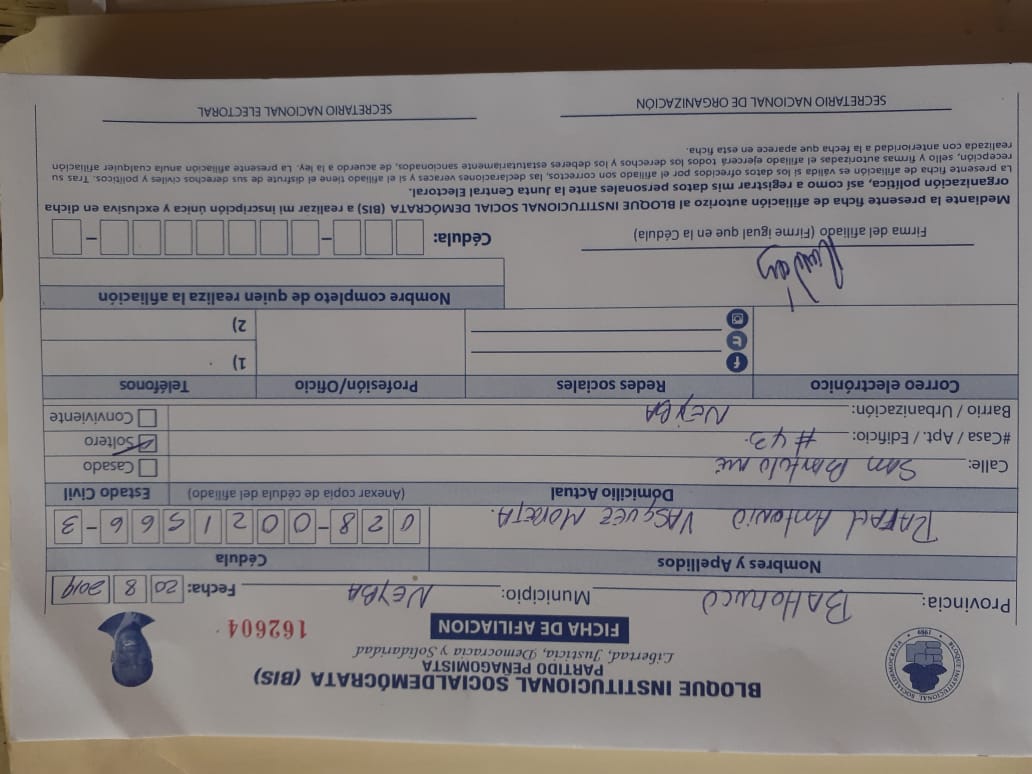 BLOQUE INSTITUCIONAL SOCIALDEMÓCRATA (BIS)
PARTIDO PEÑAGOMISTA
Libertad, Justicia, Democracia y Solidaridad
FICHA DE AFILIACION
162604
BLOQUE INSTITUCIONAL SOCIALDEMOCRATA
1989
Provincia: BAHORUCO Municipio: NEYBA Fecha: 20 8 2019
Nombres y Apellidos Cédula
RAFAEL Antonio VASQUEZ MORETA. 028-0021566-3
Dómicilio Actual (Anexar copia de cédula del afiliado) Estado Civil
Calle: San Bartolomé Casado
#Casa / Apt. / Edificio: #43. Soltero
Barrio / Urbanización: NEYBA Conviviente
Correo electrónico Redes sociales Profesión/Oficio Teléfonos
1)
2)
Nombre completo de quien realiza la afiliación
Firma del afiliado (Firme igual que en la Cédula) Cédula:
Mediante la presente ficha de afiliación autorizo al BLOQUE INSTITUCIONAL SOCIAL DEMÓCRATA (BIS) a realizar mi inscripción única y exclusiva en dicha
organización política, así como a registrar mis datos personales ante la Junta Central Electoral.
La presente ficha de afiliación es válida si los datos ofrecidos por el afiliado son correctos, las declaraciones veraces y si el afiliado tiene el disfrute de sus derechos civiles y políticos. Tras su
recepción, sello y firmas autorizadas el afiliado ejercerá todos los derechos y los deberes estatutariamente sancionados, de acuerdo a la ley. La presente afiliación anula cualquier afiliación
realizada con anterioridad a la fecha que aparece en esta ficha.
SECRETARIO NACIONAL DE ORGANIZACIÓN SECRETARIO NACIONAL ELECTORAL